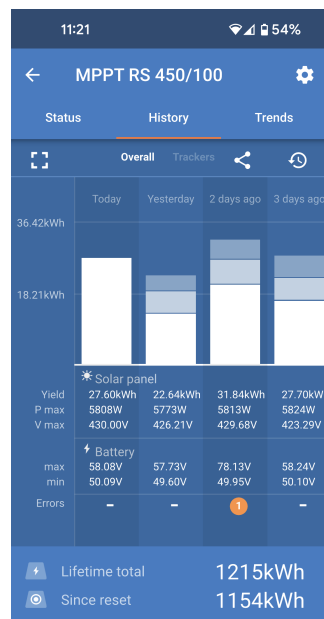 11:21 54%
MPPT RS 450/100
Status History Trends
Overall Trackers
Today Yesterday 2 days ago 3 days ago
36.42kWh
18.21kWh
Solar panel
Yield 27.60kWh 22.64kWh 31.84kWh 27.70kW
P max 5808W 5773W 5813W 5824W
V max 430.00V 426.21V 429.68V 423.29V
Battery
max 58.08V 57.73V 78.13V 58.24V
min 50.09V 49.60V 49.95V 50.10V
Errors – – 1 –
Lifetime total 1215kWh
Since reset 1154kWh